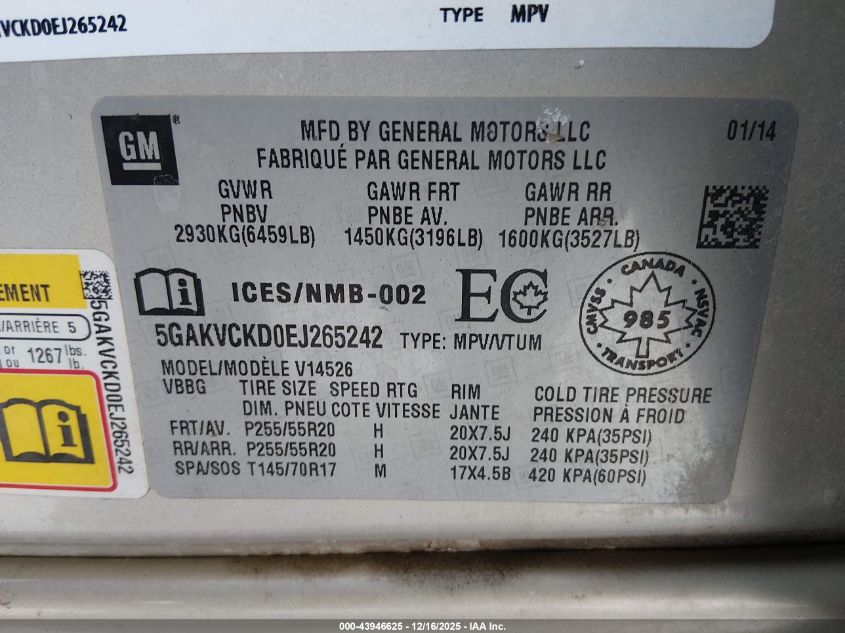 VCKD0EJ265242
TYPE MPV
GM
MFD BY GENERAL MOTORS LLC
01/14
FABRIQUÉ PAR GENERAL MOTORS LLC
GVWR GAWR FRT GAWR RR
PNBV PNBE AV. PNBE ARR.
2930KG(6459LB) 1450KG(3196LB) 1600KG(3527LB)
ICES/NMB-002
EC
CANADA
CMVSS 985 NSVAC
TRANSPORT
5GAKVCKD0EJ265242 TYPE: MPV/VTUM
MODEL/MODÈLE V14526
VBBG TIRE SIZE SPEED RTG RIM COLD TIRE PRESSURE
DIM. PNEU COTE VITESSE JANTE PRESSION À FROID
FRT/AV. P255/55R20 H 20X7.5J 240 KPA(35PSI)
RR/ARR. P255/55R20 H 20X7.5J 240 KPA(35PSI)
SPA/SOS T145/70R17 M 17X4.5B 420 KPA(60PSI)
EMENT
/ARRIÈRE 5
or 1267 lbs.
ou lb.
5GAKVCKD0EJ265242
000-43946625 - 12/16/2025 - IAA Inc.